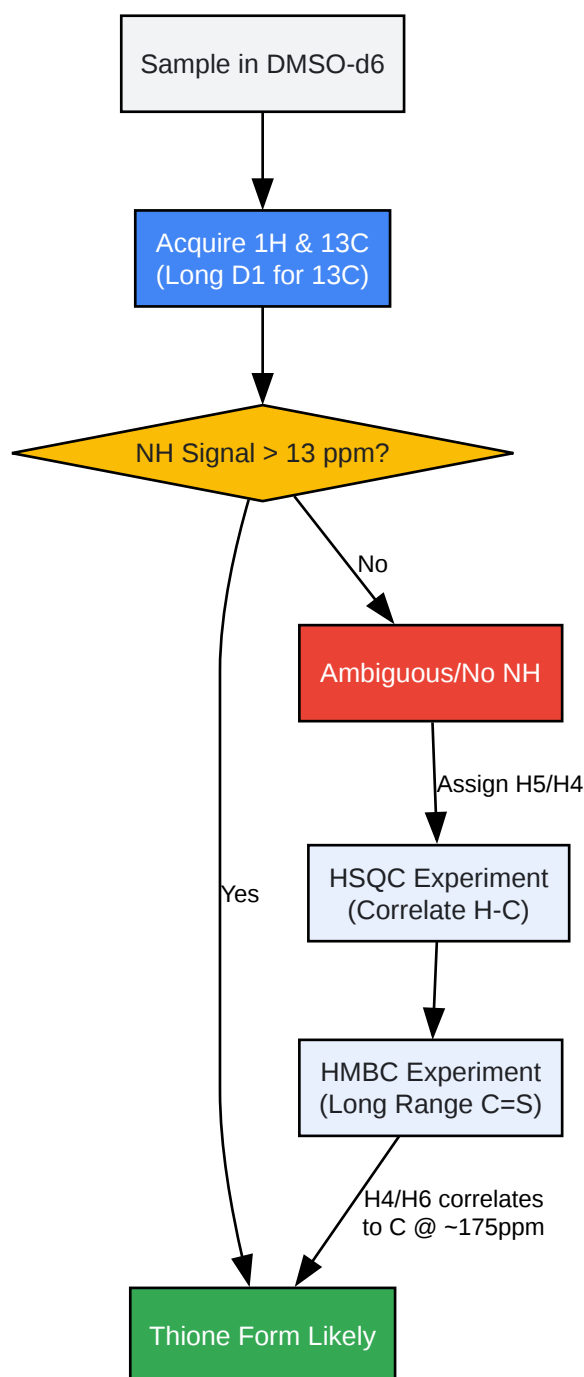 Sample in DMSO-d6
Acquire 1H & 13C
(Long D1 for 13C)
NH Signal > 13 ppm?
No
Ambiguous/No NH
Assign H5/H4
HSQC Experiment
(Correlate H-C)
Yes
HMBC Experiment
(Long Range C=S)
H4/H6 correlates
to C @ ~175ppm
Thione Form Likely